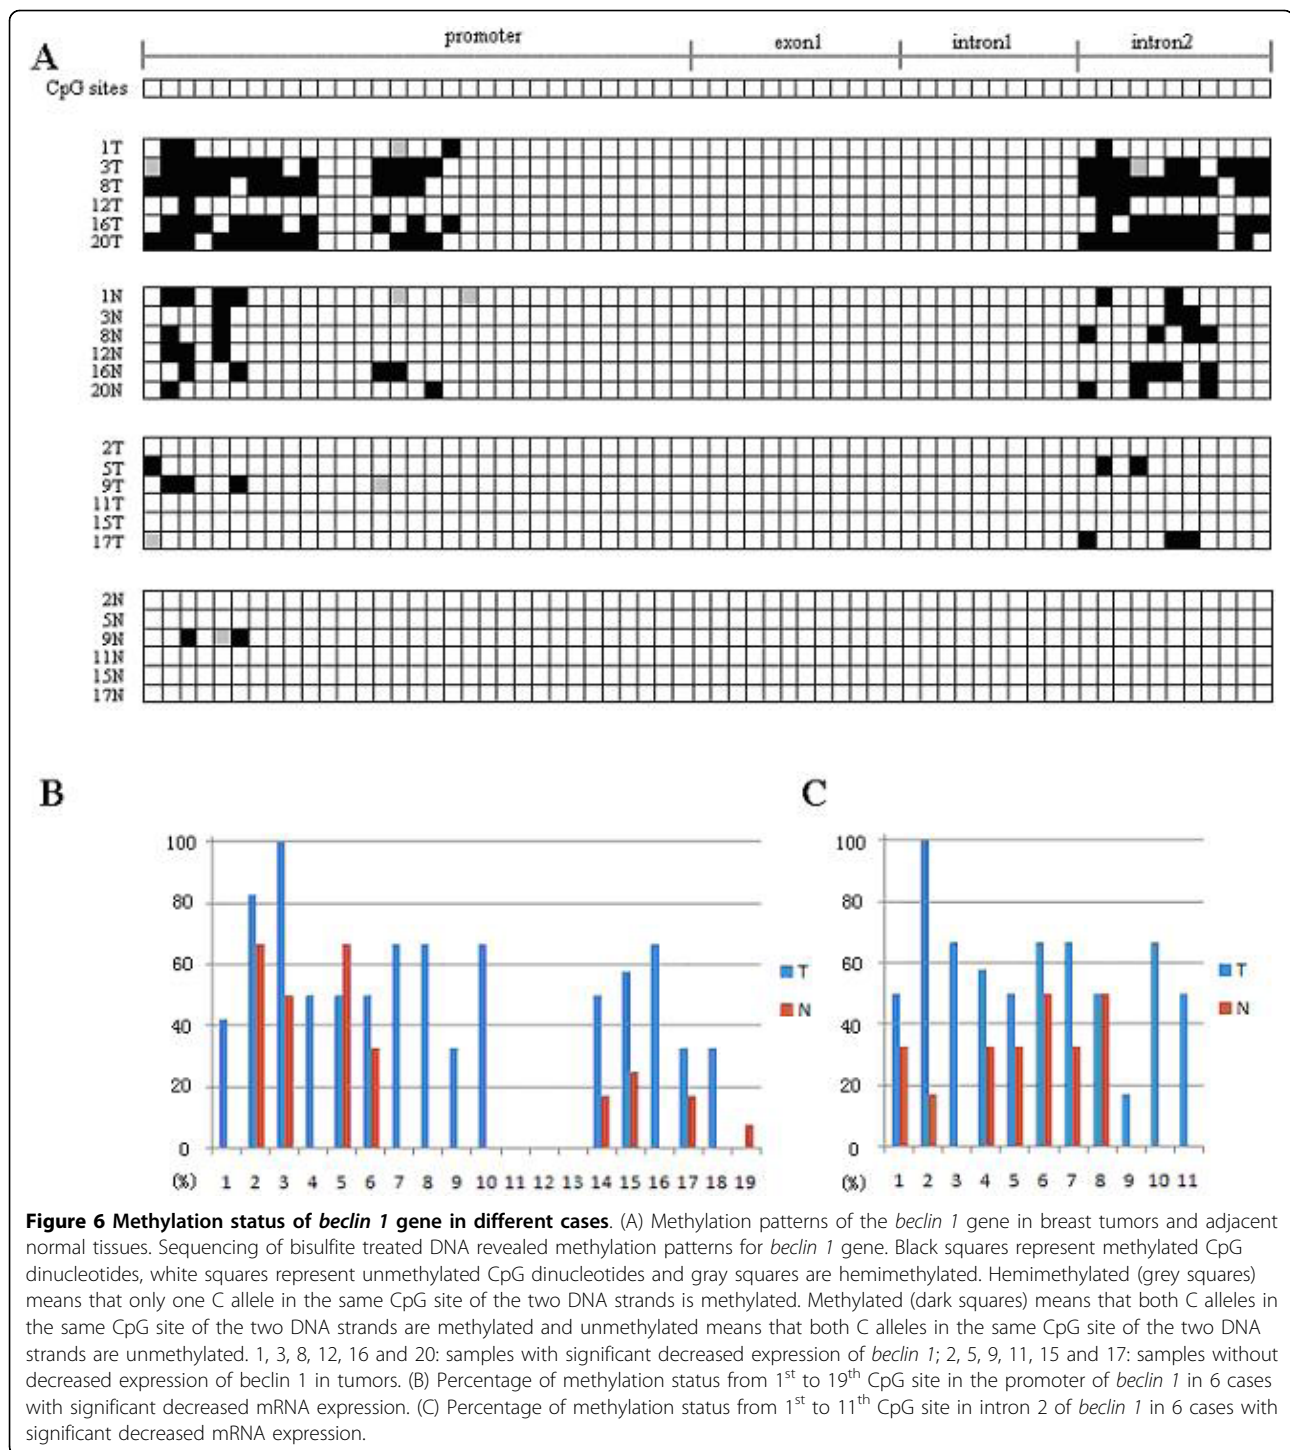 A
promoter exon1 intron1 intron2
CpG sites
1T
3T
8T
12T
16T
20T
1N
3N
8N
12N
16N
20N
2T
5T
9T
11T
15T
17T
2N
5N
9N
11N
15N
17N
B
100
80
60
40
20
0
(%) 1 2 3 4 5 6 7 8 9 10 11 12 13 14 15 16 17 18 19
T
N
C
100
80
60
40
20
0
(%) 1 2 3 4 5 6 7 8 9 10 11
T
N
Figure 6 Methylation status of beclin 1 gene in different cases. (A) Methylation patterns of the beclin 1 gene in breast tumors and adjacent
normal tissues. Sequencing of bisulfite treated DNA revealed methylation patterns for beclin 1 gene. Black squares represent methylated CpG
dinucleotides, white squares represent unmethylated CpG dinucleotides and gray squares are hemimethylated. Hemimethylated (grey squares)
means that only one C allele in the same CpG site of the two DNA strands is methylated. Methylated (dark squares) means that both C alleles in
the same CpG site of the two DNA strands are methylated and unmethylated means that both C alleles in the same CpG site of the two DNA
strands are unmethylated. 1, 3, 8, 12, 16 and 20: samples with significant decreased expression of beclin 1; 2, 5, 9, 11, 15 and 17: samples without
decreased expression of beclin 1 in tumors. (B) Percentage of methylation status from 1st to 19th CpG site in the promoter of beclin 1 in 6 cases
with significant decreased mRNA expression. (C) Percentage of methylation status from 1st to 11th CpG site in intron 2 of beclin 1 in 6 cases with
significant decreased mRNA expression.